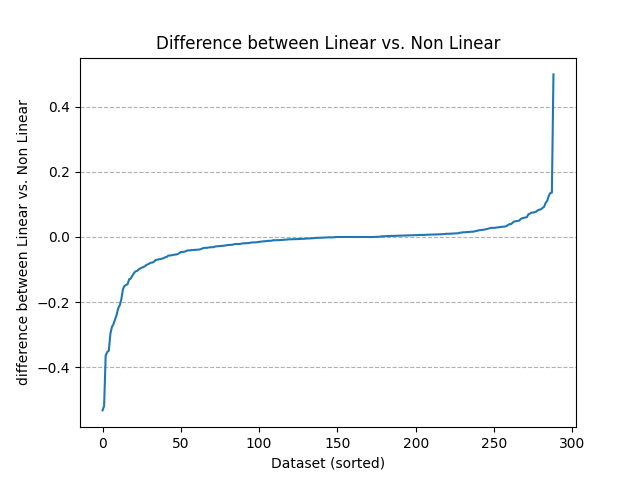 Difference between Linear vs. Non Linear
difference between Linear vs. Non Linear
0.4
0.2
0.0
−0.2
−0.4
0 50 100 150 200 250 300
Dataset (sorted)